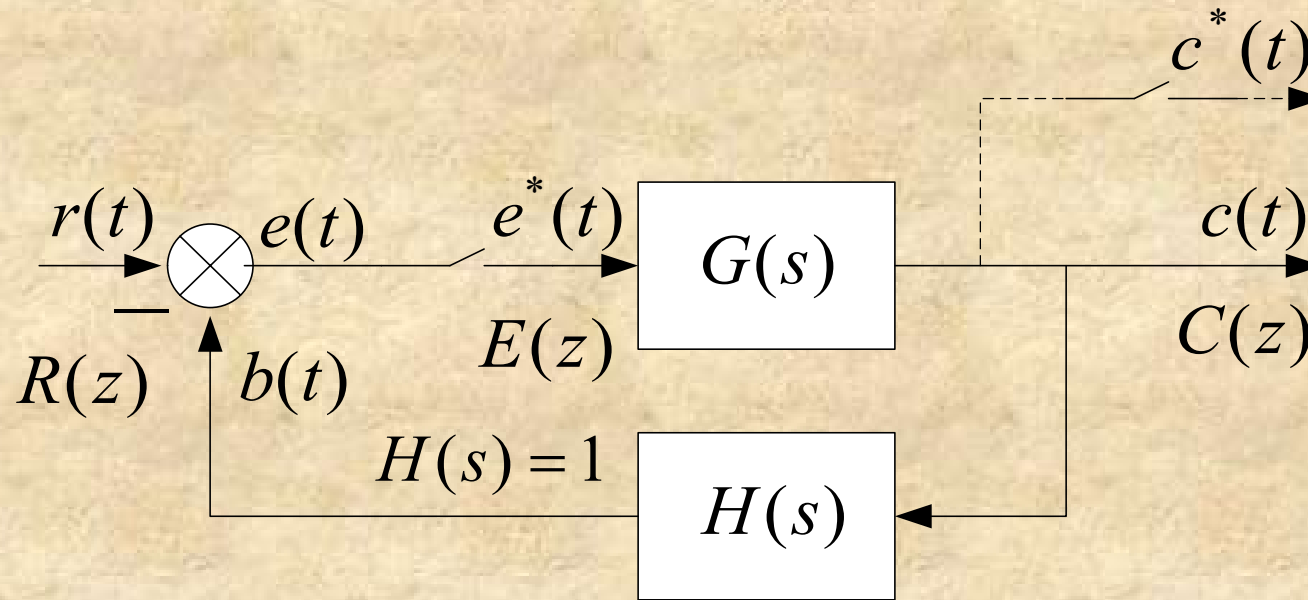 c*(t)
r(t) e(t) e*(t) G(s) c(t)
−
R(z) b(t) E(z) C(z)
H(s) = 1
H(s)